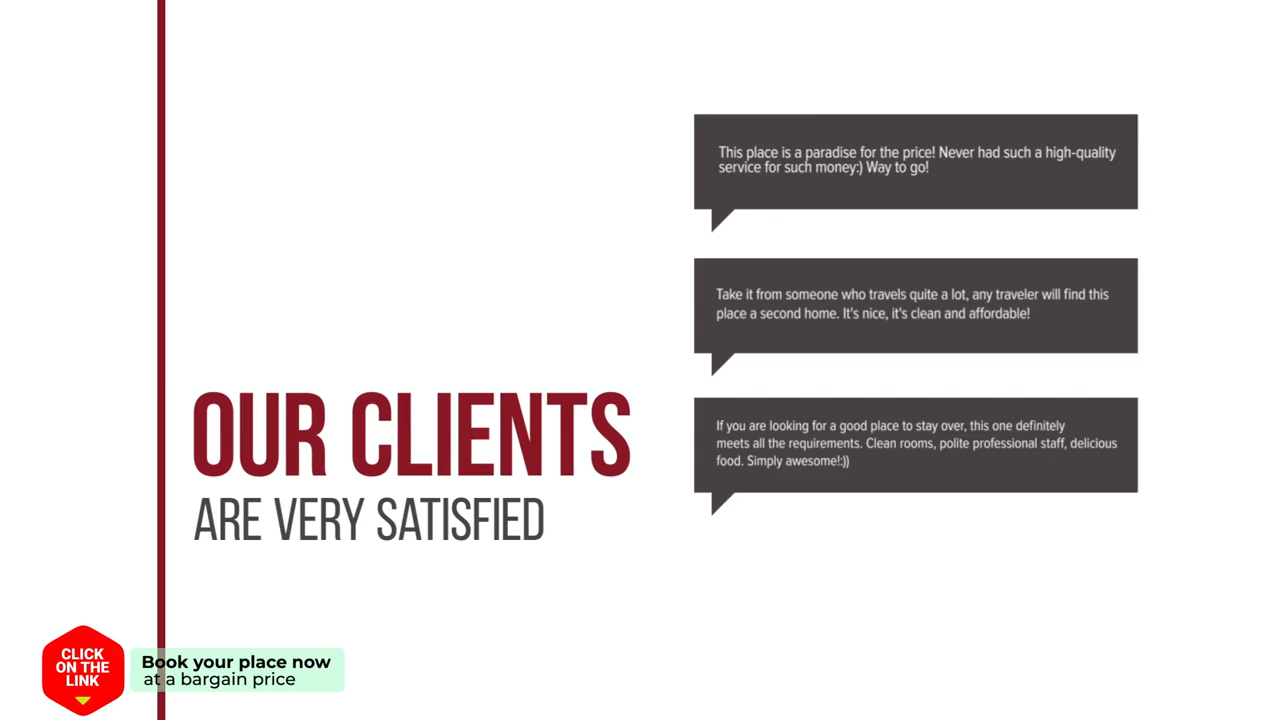 This place is a paradise for the price! Never had such a high-quality
service for such money:) Way to go!
Take it from someone who travels quite a lot, any traveler will find this
place a second home. It's nice, it's clean and affordable!
If you are looking for a good place to stay over, this one definitely
meets all the requirements. Clean rooms, polite professional staff, delicious
food. Simply awesome!:))
OUR CLIENTS
ARE VERY SATISFIED
CLICK
ON THE
LINK
Book your place now
at a bargain price